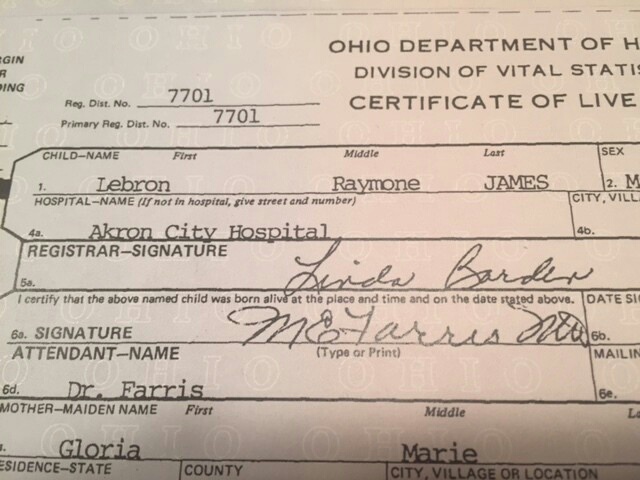 OHIO DEPARTMENT OF H
RGIN
R
DING
DIVISION OF VITAL STATIS
Reg. Dist. No. 7701
CERTIFICATE OF LIVE
Primary Reg. Dist. No. 7701
CHILD—NAME First Middle Last SEX
1. Lebron Raymone JAMES 2. M
HOSPITAL—NAME (If not in hospital, give street and number) CITY, VILL
4a. Akron City Hospital 4b.
REGISTRAR—SIGNATURE
5a. Linda Barden
I certify that the above named child was born alive at the place and time and on the date stated above. DATE SI
6a. SIGNATURE M E Farris MD 6b.
ATTENDANT—NAME (Type or Print) MAILIN
6d. Dr. Farris 6e.
MOTHER—MAIDEN NAME First Middle La
Gloria Marie
ESIDENCE—STATE COUNTY CITY, VILLAGE OR LOCATION